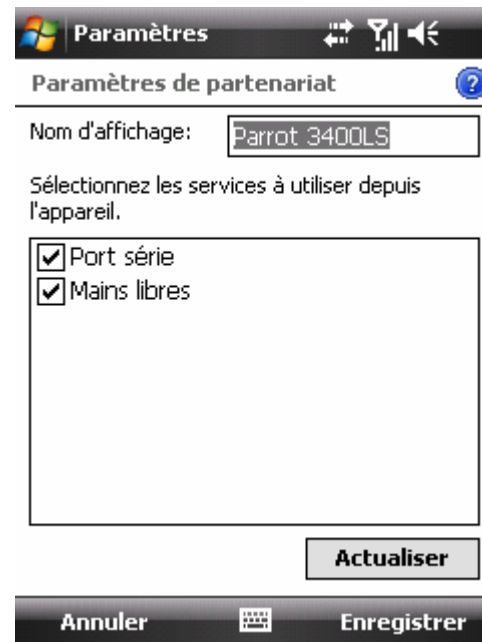 Paramètres
Paramètres de partenariat
?
Nom d'affichage: Parrot 3400LS
Sélectionnez les services à utiliser depuis
l'appareil.
Port série
Mains libres
Actualiser
Annuler Enregistrer